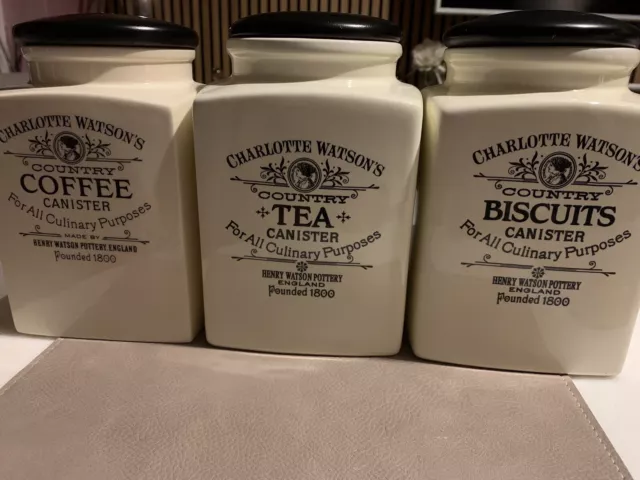 CHARLOTTE WATSON'S
COUNTRY
COFFEE
CANISTER
For All Culinary Purposes
MADE BY
HENRY WATSON POTTERY, ENGLAND
Founded 1800
CHARLOTTE WATSON'S
COUNTRY
TEA
CANISTER
For All Culinary Purposes
HENRY WATSON POTTERY
ENGLAND
Founded 1800
CHARLOTTE WATSON'S
COUNTRY
BISCUITS
CANISTER
For All Culinary Purposes
HENRY WATSON POTTERY
ENGLAND
Founded 1800